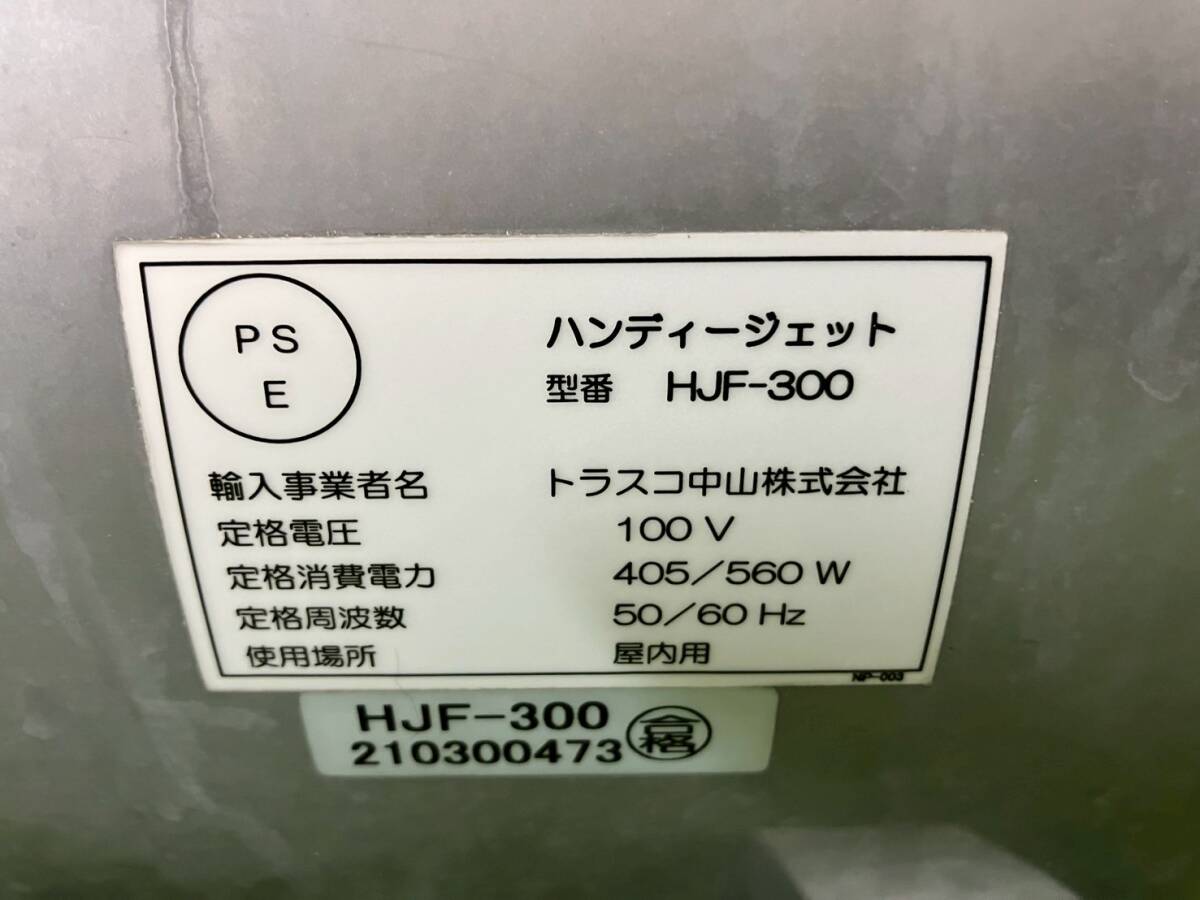 PS
E
ハンディージェット
型番 HJF-300
輸入事業者名 トラスコ中山株式会社
定格電圧 100 V
定格消費電力 405/560 W
定格周波数 50/60 Hz
使用場所 屋内用
NP-003
HJF-300
210300473
合格